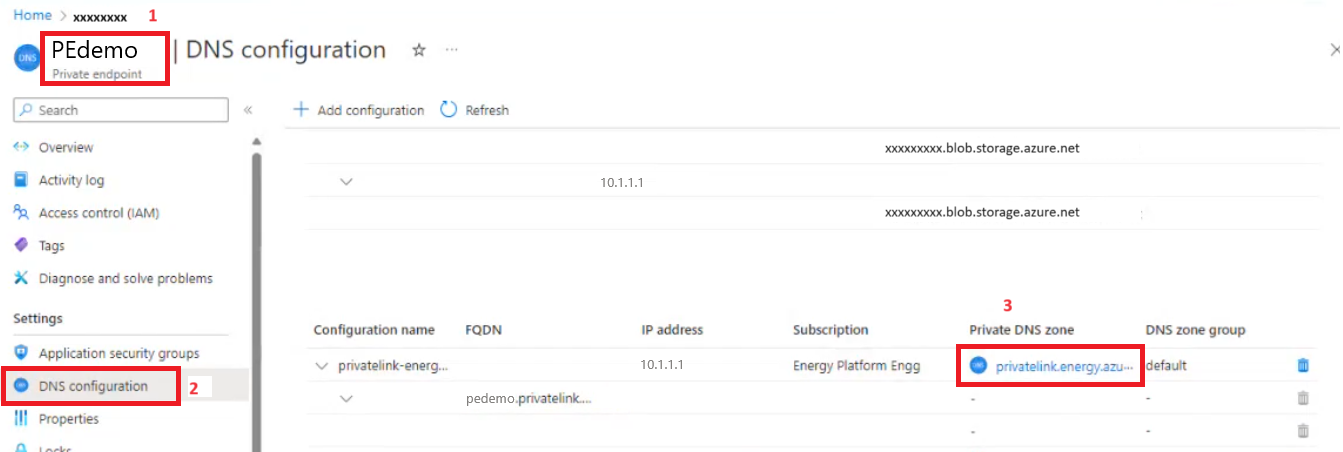 Home > xxxxxxxx 1
DNS PEdemo | DNS configuration ☆ ...
Private endpoint
Search «
+ Add configuration Refresh
Overview
xxxxxxxxx.blob.storage.azure.net
Activity log
10.1.1.1
Access control (IAM)
xxxxxxxxx.blob.storage.azure.net
Tags
Diagnose and solve problems
Settings
3
Configuration name FQDN IP address Subscription Private DNS zone DNS zone group
Application security groups
privatelink-energ... 10.1.1.1 Energy Platform Engg privatelink.energy.azu... default
DNS configuration 2
pedemo.privatelink.... - -
Properties
- -
Locks